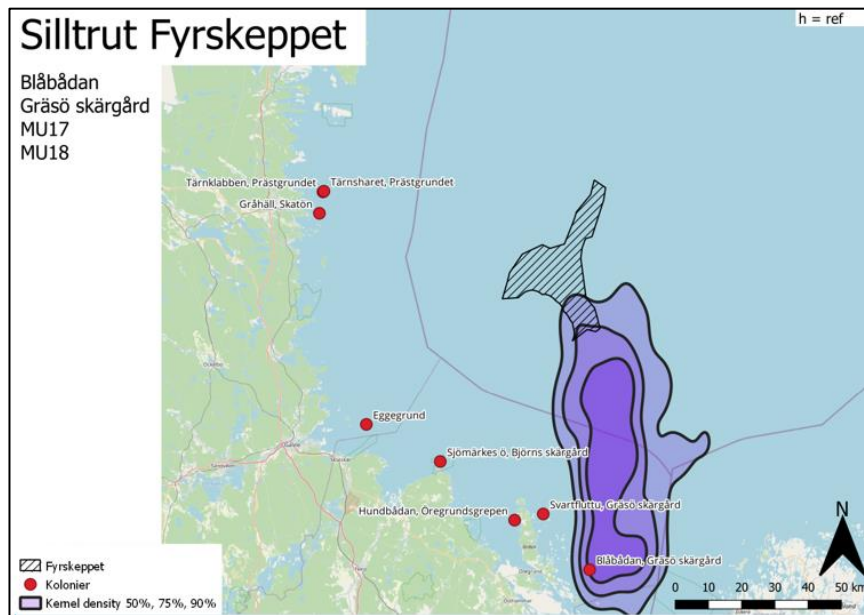 Silltrut Fyrskeppet
h = ref
Blåbådan
Gräsö skärgård
MU17
MU18
Tärnklabben, Prästgrundet
Tärnsharet, Prästgrundet
Gråhäll, Skatön
Eggegrund
Sjömärkes ö, Björns skärgård
Hundbådan, Öregrundsgrepen
Svartfluttu, Gräsö skärgård
Blåbådan, Gräsö skärgård
N
Fyrskeppet
Kolonier
Kernel density 50%, 75%, 90%
0 10 20 30 40 50 km